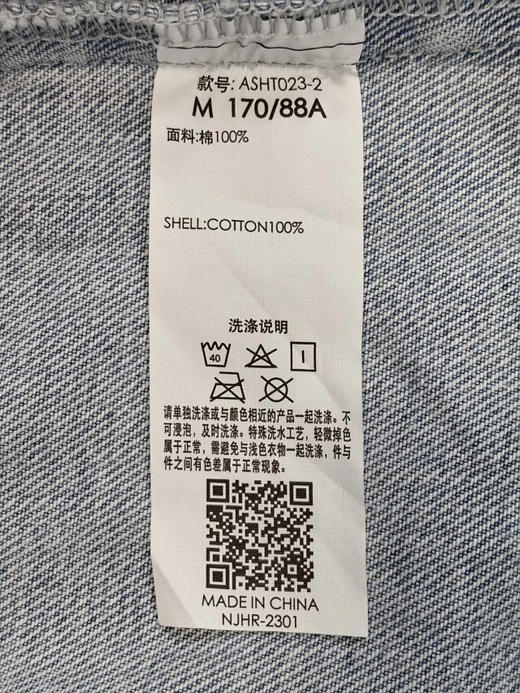 款号: ASHT023-2
M 170/88A
面料:棉100%
SHELL:COTTON100%
洗涤说明
40
请单独洗涤或与颜色相近的产品一起洗涤。不
可浸泡，及时洗涤。特殊洗水工艺，轻微掉色
属于正常，需避免与浅色衣物一起洗涤，件与
件之间有色差属于正常现象。
MADE IN CHINA
NJHR-2301